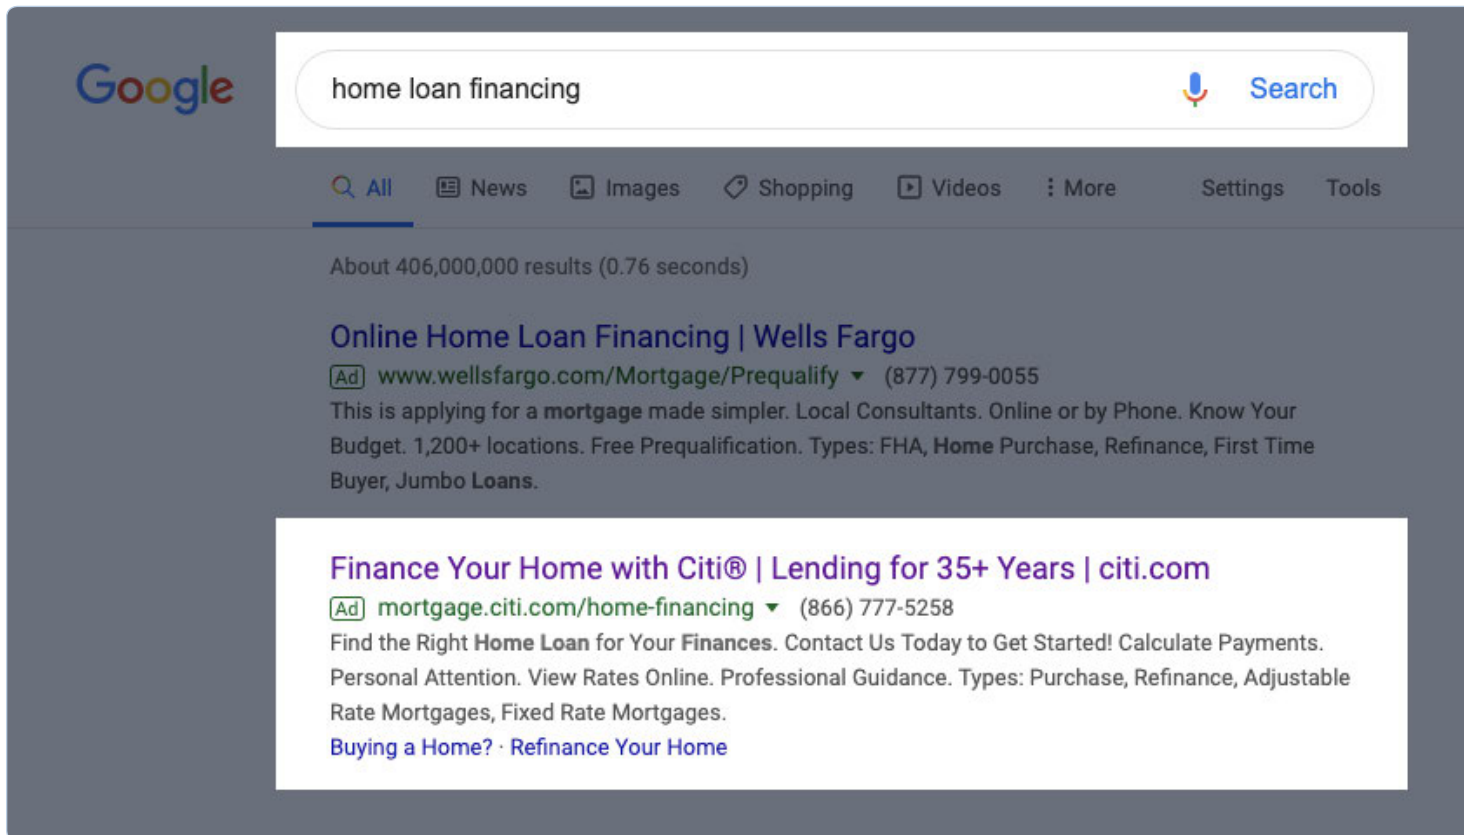 Google
home loan financing
Search
All News Images Shopping Videos More Settings Tools
About 406,000,000 results (0.76 seconds)
Online Home Loan Financing | Wells Fargo
Ad www.wellsfargo.com/Mortgage/Prequalify ▼ (877) 799-0055
This is applying for a mortgage made simpler. Local Consultants. Online or by Phone. Know Your
Budget. 1,200+ locations. Free Prequalification. Types: FHA, Home Purchase, Refinance, First Time
Buyer, Jumbo Loans.
Finance Your Home with Citi® | Lending for 35+ Years | citi.com
Ad mortgage.citi.com/home-financing ▼ (866) 777-5258
Find the Right Home Loan for Your Finances. Contact Us Today to Get Started! Calculate Payments.
Personal Attention. View Rates Online. Professional Guidance. Types: Purchase, Refinance, Adjustable
Rate Mortgages, Fixed Rate Mortgages.
Buying a Home? · Refinance Your Home